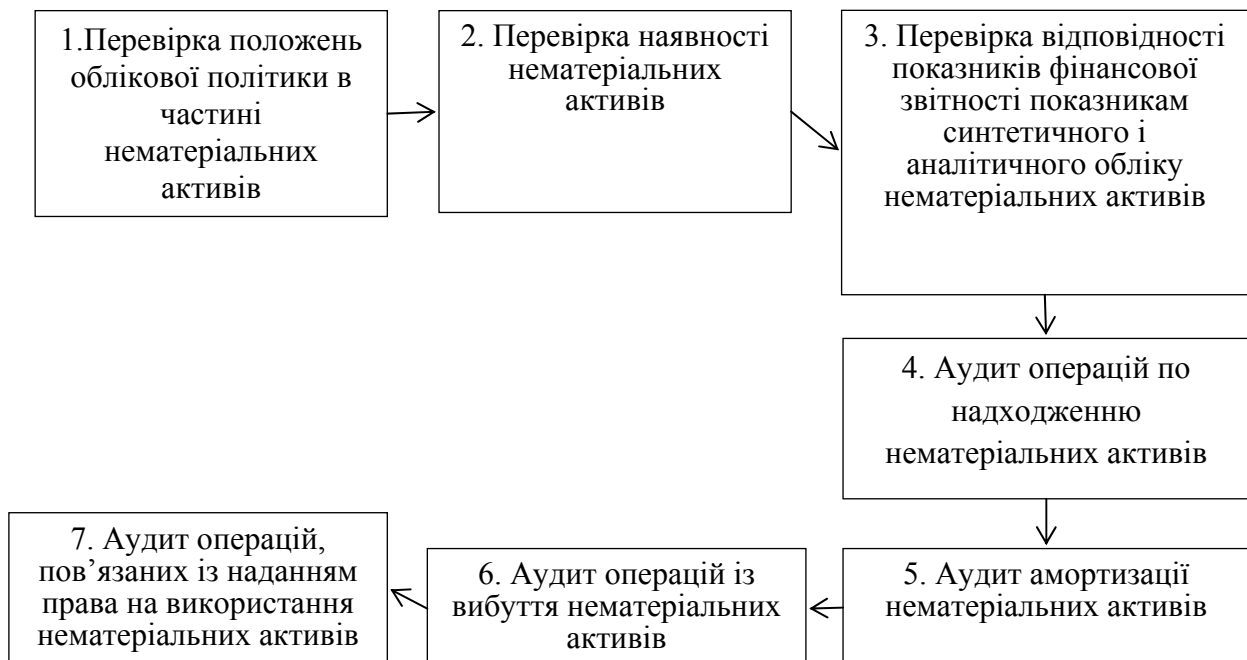 1.Перевірка положень
облікової політики в
частині
нематеріальних
активів
2. Перевірка наявності
нематеріальних
активів
3. Перевірка відповідності
показників фінансової
звітності показникам
синтетичного і
аналітичного обліку
нематеріальних активів
4. Аудит операцій по
надходженню
нематеріальних активів
5. Аудит амортизації
нематеріальних активів
6. Аудит операцій із
вибуття нематеріальних
активів
7. Аудит операцій,
пов’язаних із наданням
права на використання
нематеріальних активів